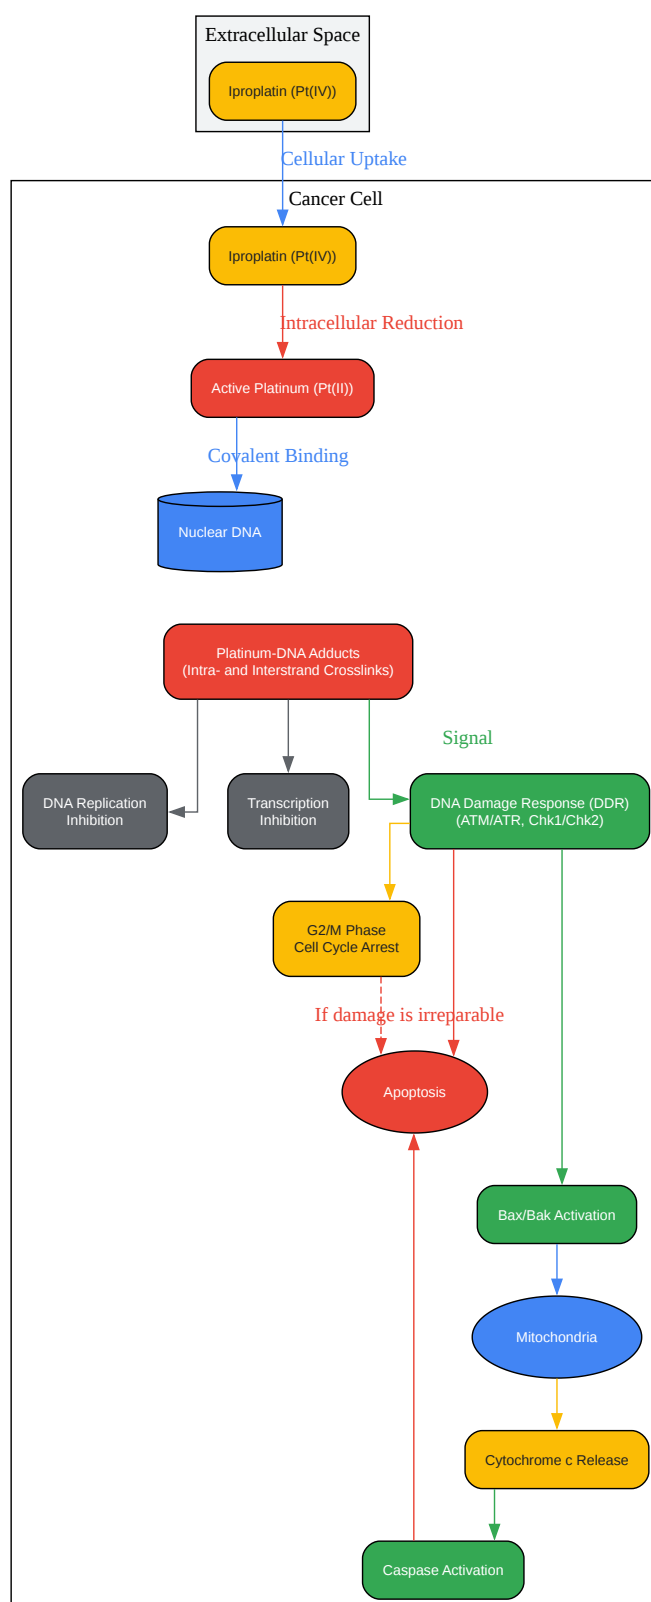 Extracellular Space
Iproplatin (Pt(IV))
Cellular Uptake
Cancer Cell
Iproplatin (Pt(IV))
Intracellular Reduction
Active Platinum (Pt(II))
Covalent Binding
Nuclear DNA
Platinum-DNA Adducts
(Intra- and Interstrand Crosslinks)
Signal
DNA Replication
Inhibition
Transcription
Inhibition
DNA Damage Response (DDR)
(ATM/ATR, Chk1/Chk2)
G2/M Phase
Cell Cycle Arrest
If damage is irreparable
Apoptosis
Bax/Bak Activation
Mitochondria
Cytochrome c Release
Caspase Activation